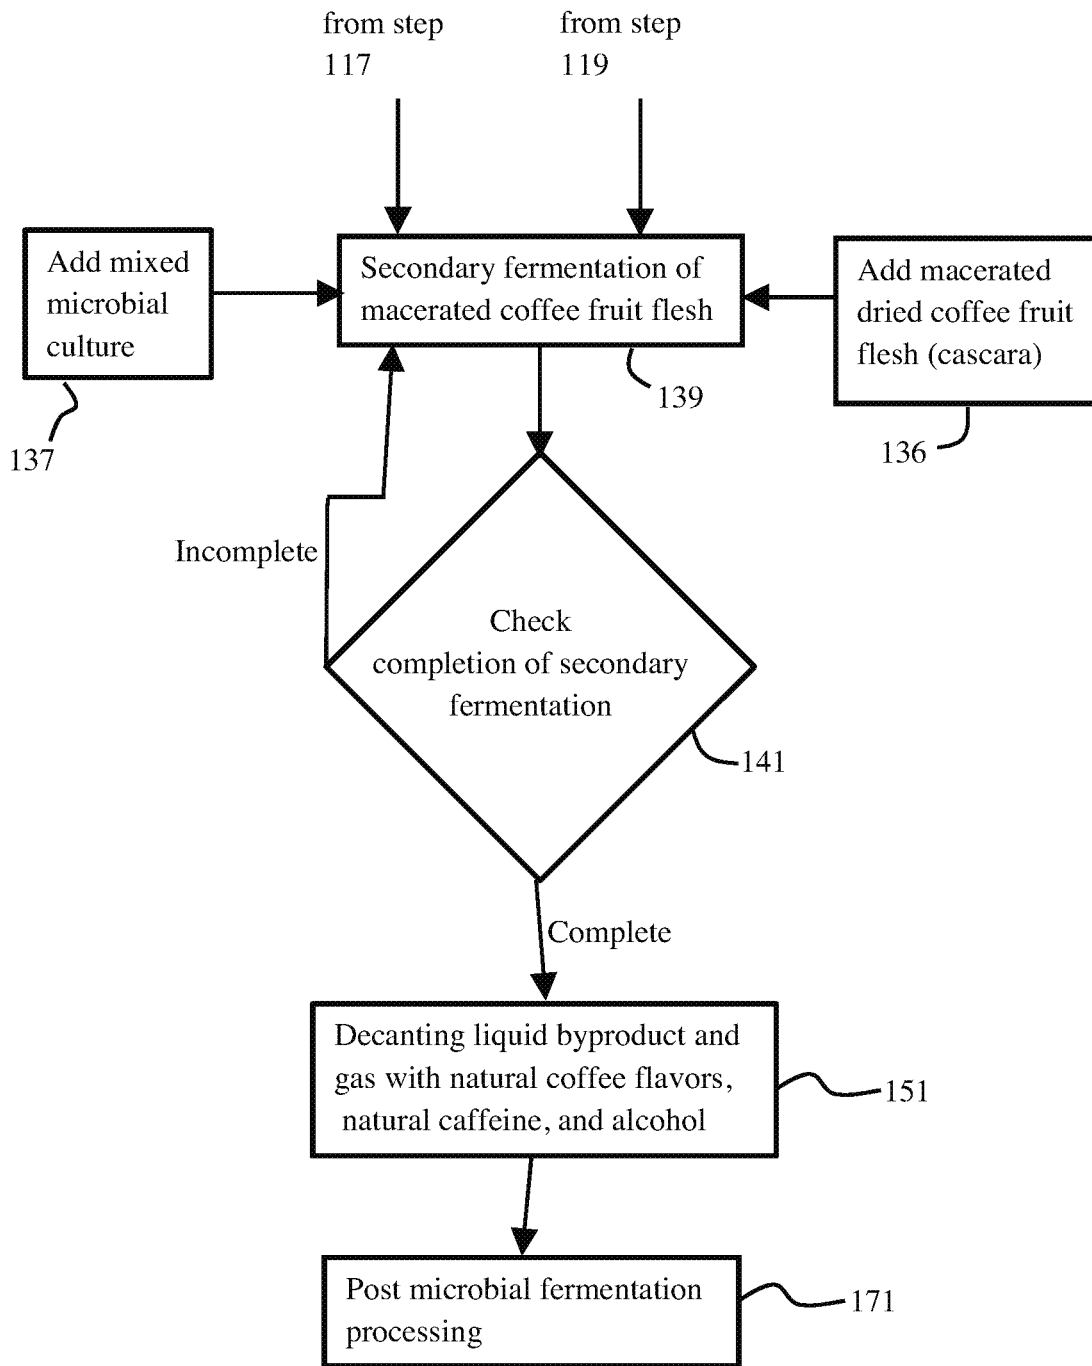 from step
117
from step
119
Add mixed
microbial
culture
137
Secondary fermentation of
macerated coffee fruit flesh
139
Add macerated
dried coffee fruit
flesh (cascara)
136
Incomplete
Check
completion of secondary
fermentation
141
Complete
Decanting liquid byproduct and
gas with natural coffee flavors,
natural caffeine, and alcohol
151
Post microbial fermentation
processing
171